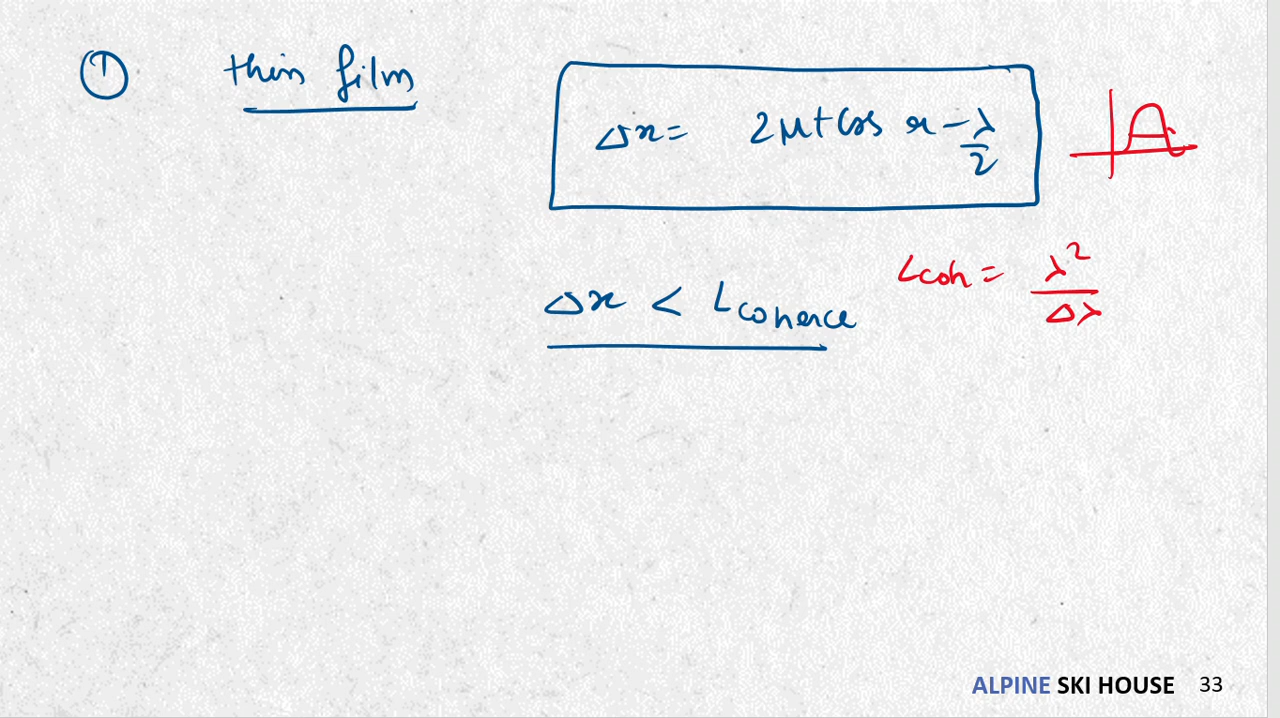 ① thin film
Δx = 2μt cos r - λ/2
Δx < Lcoherence
Lcoh = λ²/Δλ
ALPINE SKI HOUSE 33